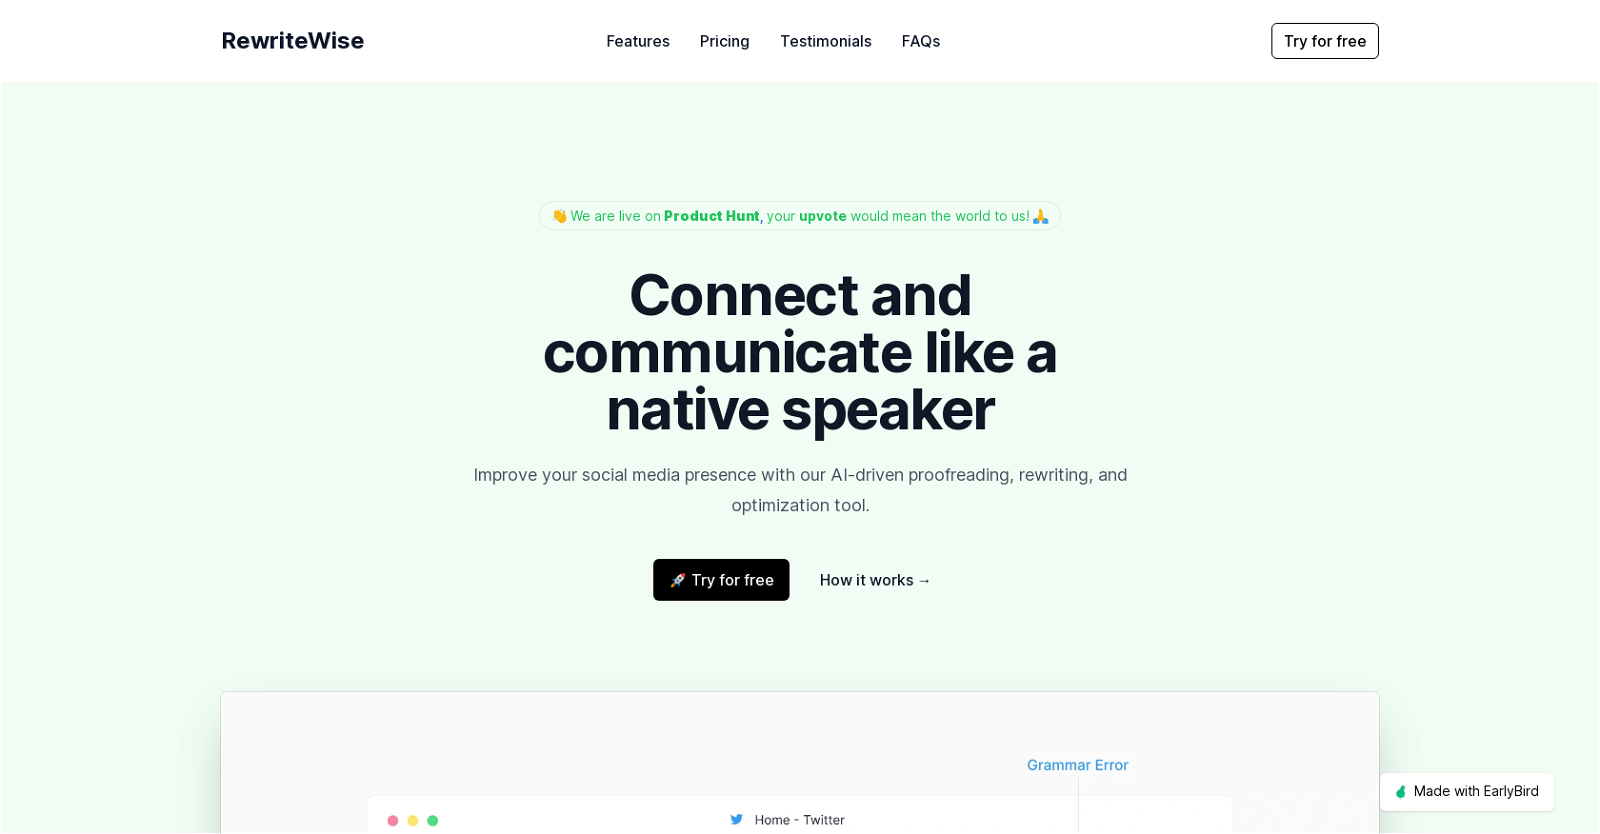 RewriteWise
Features
Pricing
Testimonials
FAQs
Try for free
👋 We are live on Product Hunt, your upvote would mean the world to us! 🙏
Connect and
communicate like a
native speaker
Improve your social media presence with our AI-driven proofreading, rewriting, and
optimization tool.
🚀 Try for free
How it works →
Grammar Error
Made with EarlyBird
Home - Twitter